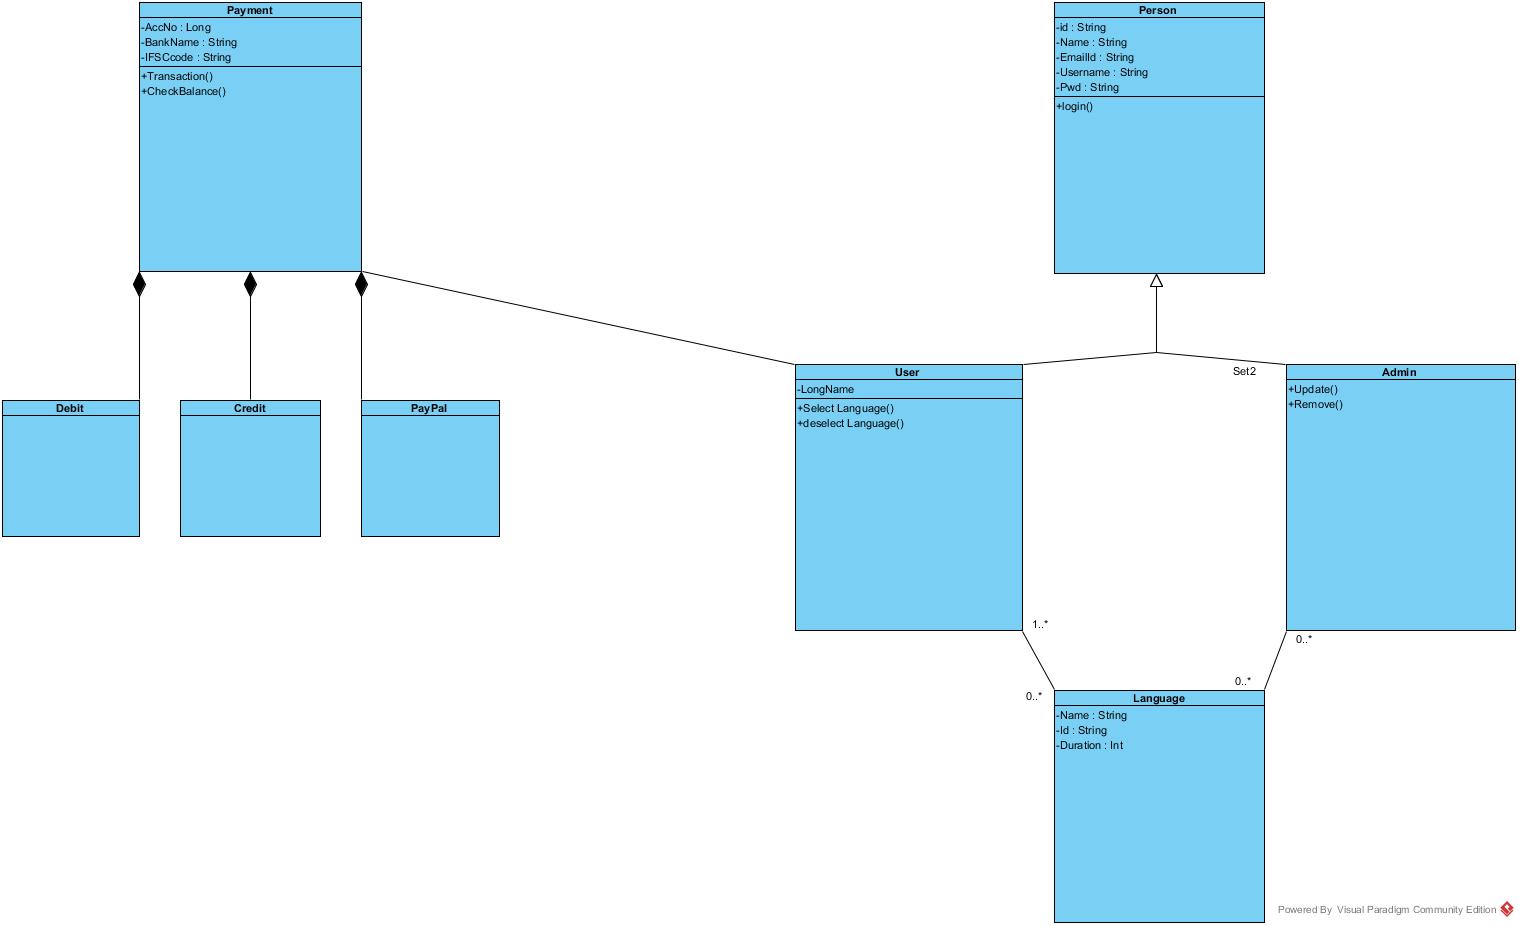 Payment
-AccNo : Long
-BankName : String
-IFSCcode : String
+Transaction()
+CheckBalance()
Person
-id : String
-Name : String
-EmailId : String
-Username : String
-Pwd : String
+login()
Debit
Credit
PayPal
User
-LongName
+Select Language()
+deselect Language()
Set2
Admin
+Update()
+Remove()
1..*
0..*
0..*
0..*
Language
-Name : String
-Id : String
-Duration : Int
Powered By Visual Paradigm Community Edition